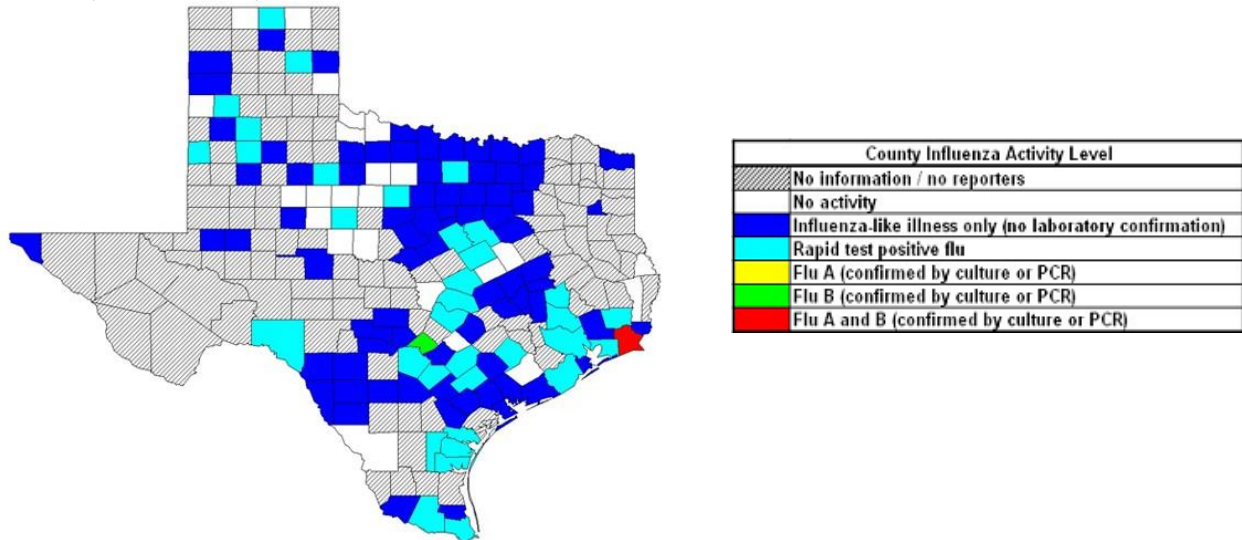 County Influenza Activity Level
No information / no reporters
No activity
Influenza-like illness only (no laboratory confirmation)
Rapid test positive flu
Flu A (confirmed by culture or PCR)
Flu B (confirmed by culture or PCR)
Flu A and B (confirmed by culture or PCR)